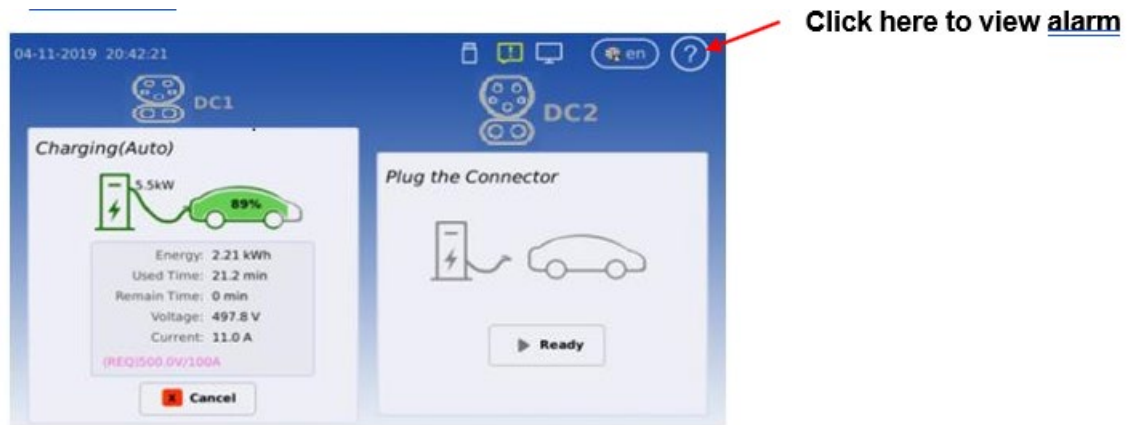 Click here to view alarm
04-11-2019 20:42:21
en ?
DC1
DC2
Charging(Auto)
5.5kW
89%
Energy: 2.21 kWh
Used Time: 21.2 min
Remain Time: 0 min
Voltage: 497.8 V
Current: 11.0 A
(REQ)500.0V/100A
X Cancel
Plug the Connector
Ready